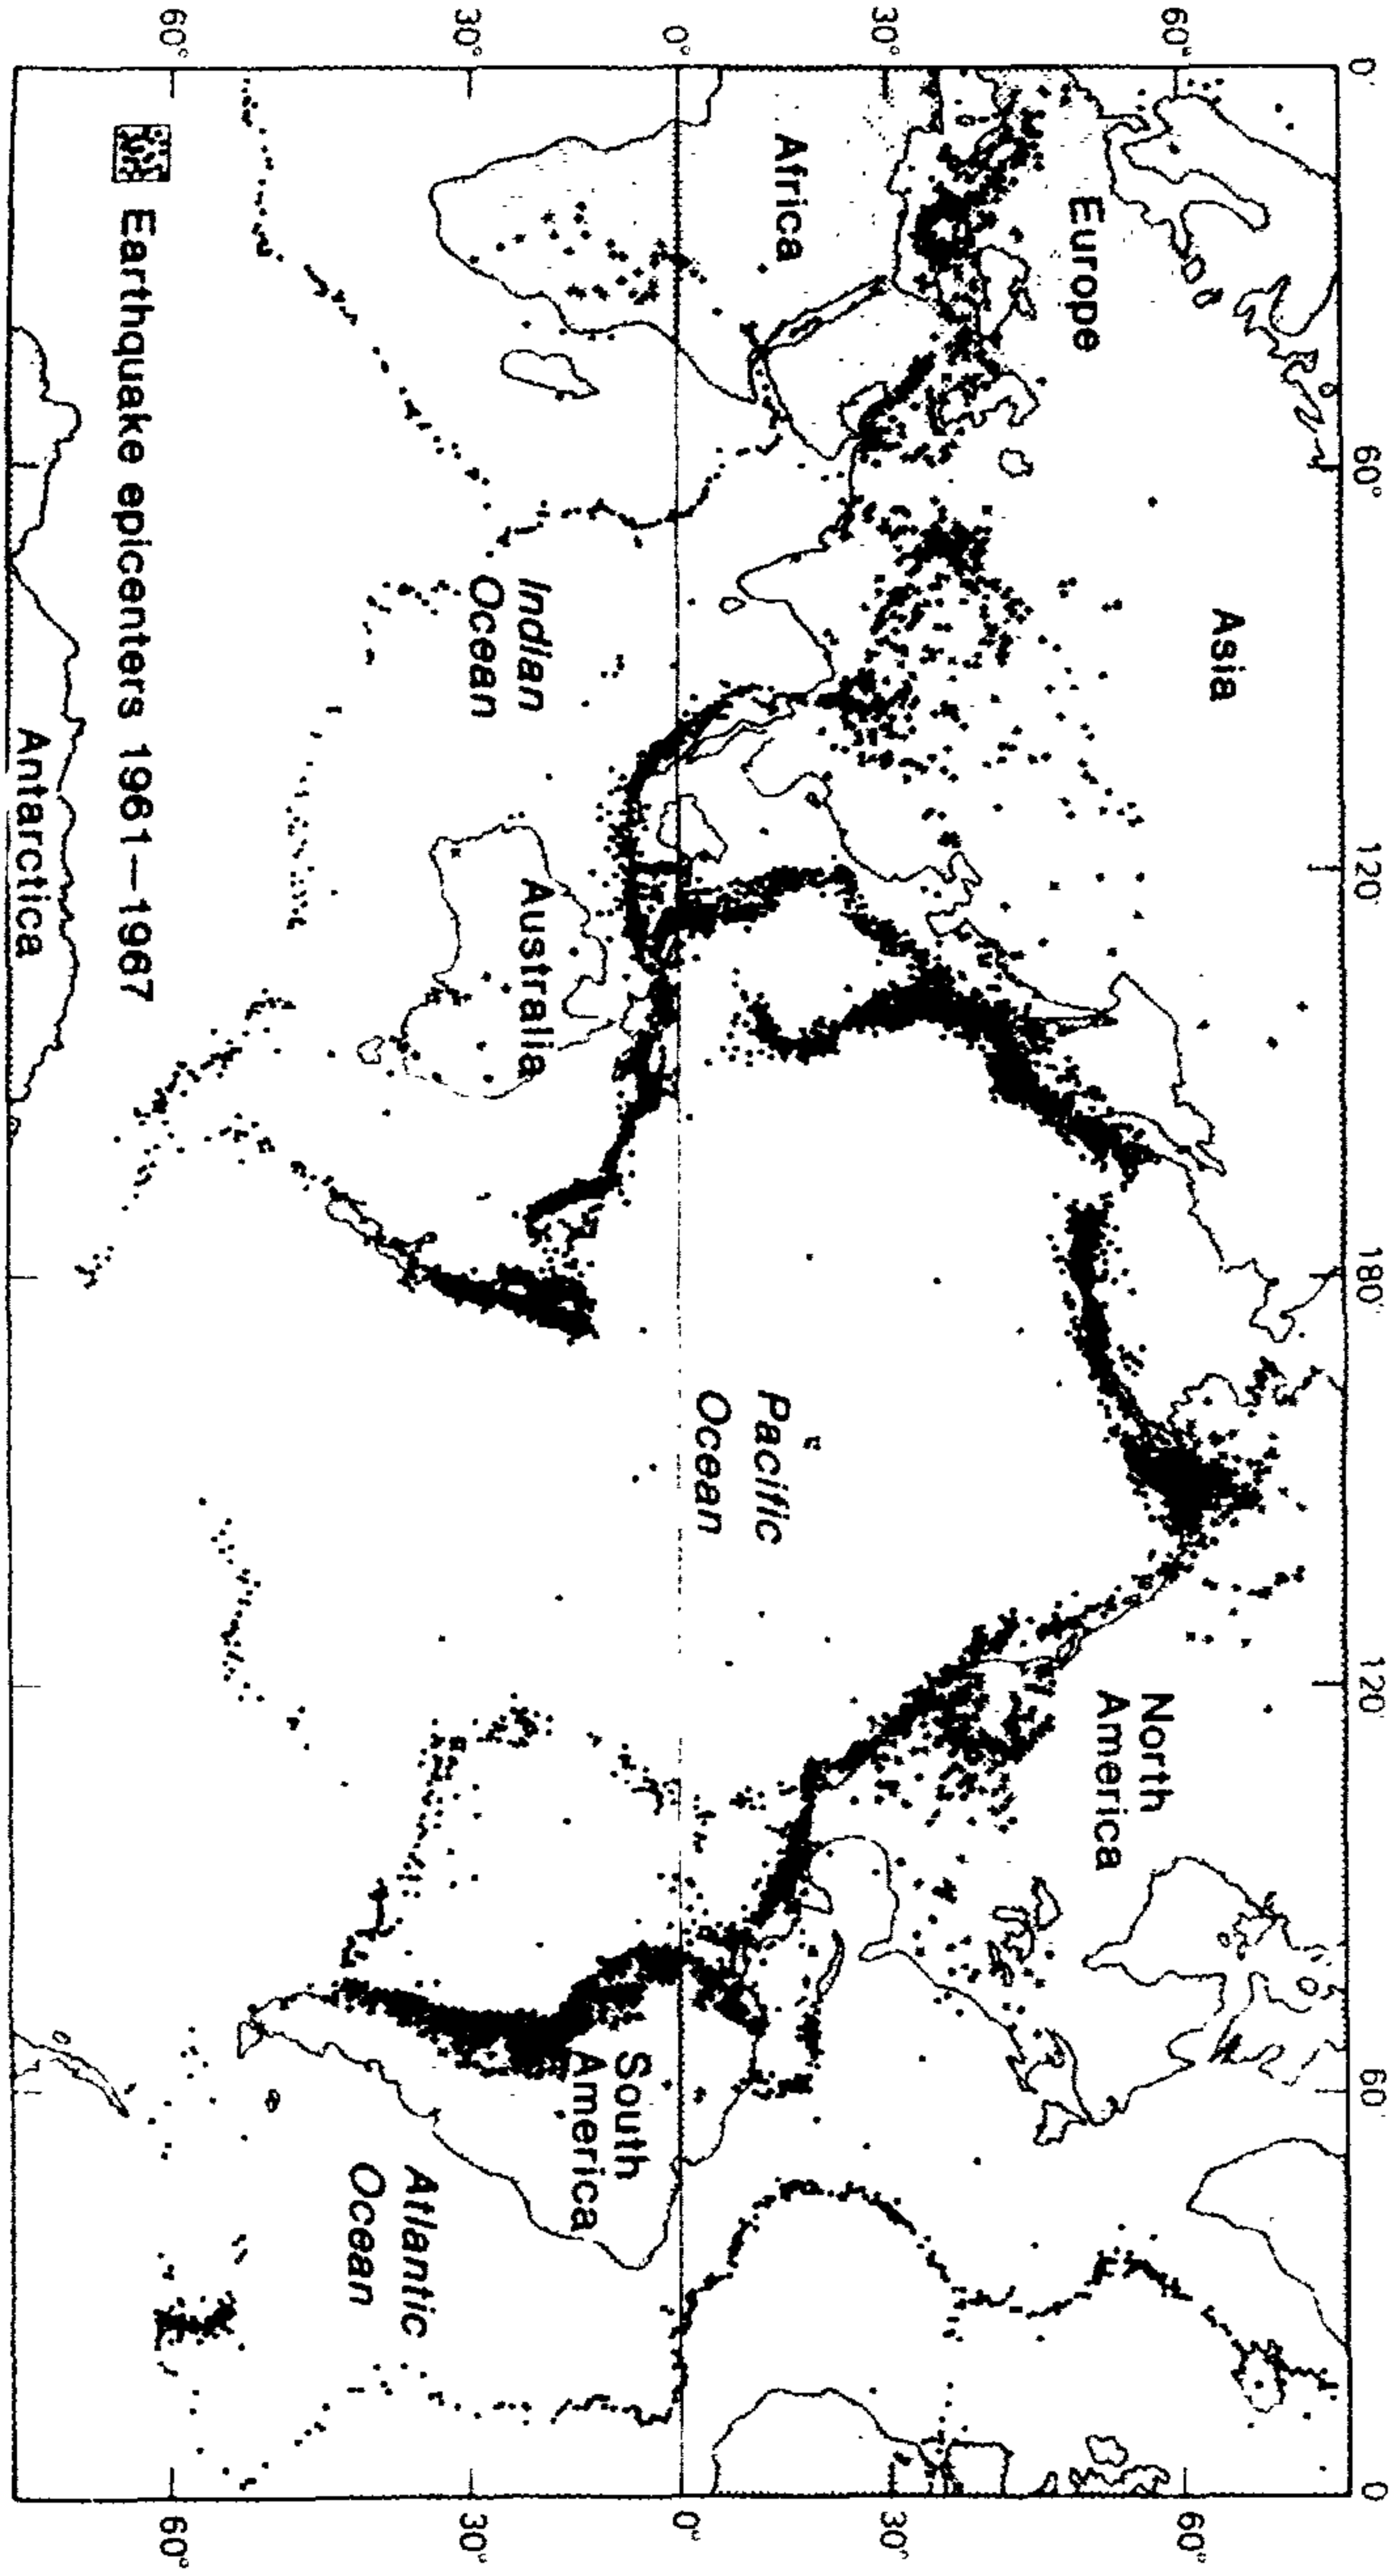 0°
60°
120°
180°
120°
60°
0
60°
30°
0°
30°
60°
60°
30°
0°
30°
60°
Europe
Asia
Africa
North
America
Pacific
Ocean
Indian
Ocean
Australia
South
America
Atlantic
Ocean
Earthquake epicenters 1961—1967
Antarctica